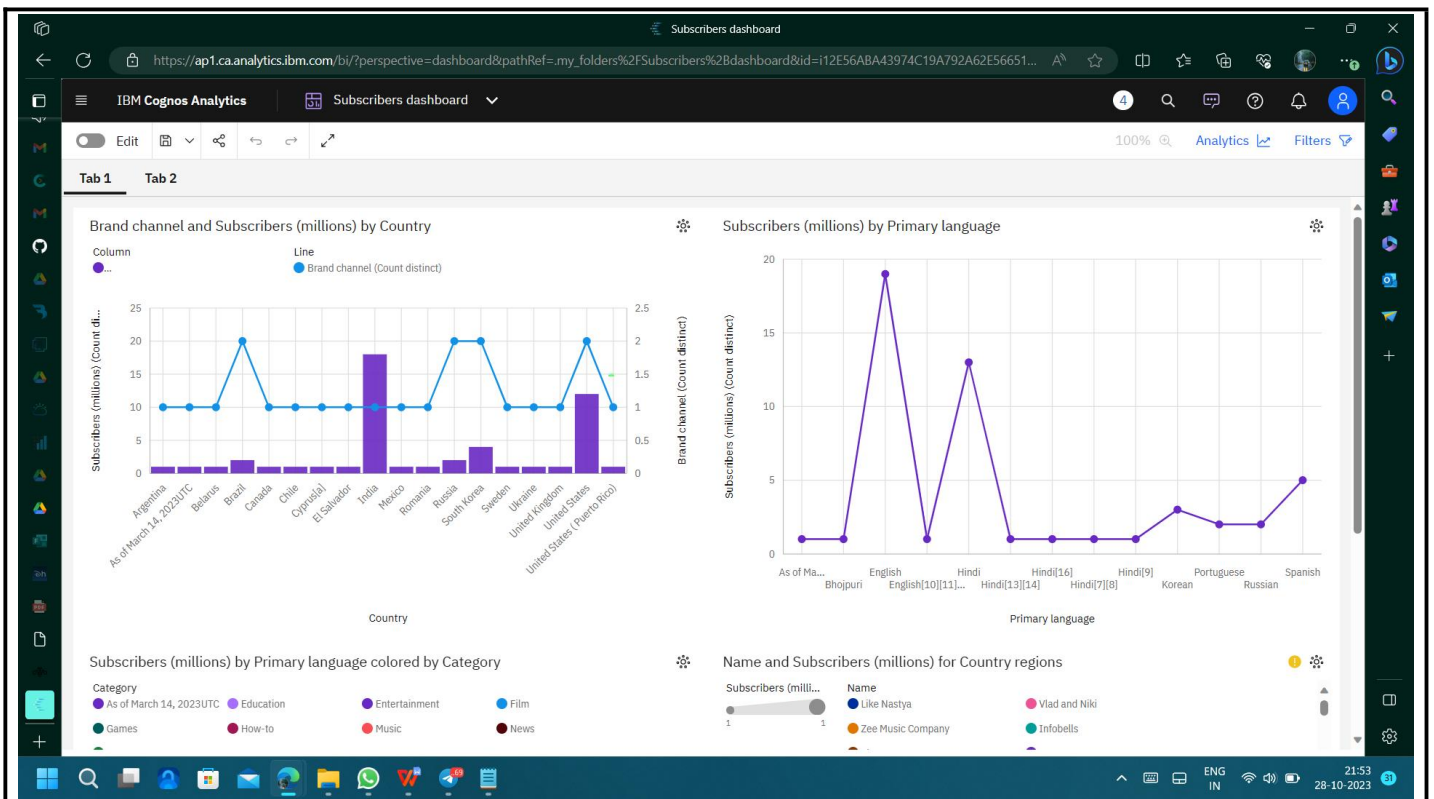 Subscribers dashboard
https://ap1.ca.analytics.ibm.com/bi/?perspective=dashboard&pathRef=.my_folders%2FSubscribers%2Bdashboard&id=i12E56ABA43974C19A792A62E56651...
IBM Cognos Analytics
Subscribers dashboard
4
Edit
100%
Analytics
Filters
Tab 1
Tab 2
Brand channel and Subscribers (millions) by Country
Column
Line
...
Brand channel (Count distinct)
Subscribers (millions) (Count di...
25
20
15
10
5
0
2.5
2
1.5
1
0.5
0
Brand channel (Count distinct)
Argentina
As of March 14, 2023UTC
Belarus
Brazil
Canada
Chile
Cyprus[a]
El Salvador
India
Mexico
Romania
Russia
South Korea
Sweden
Ukraine
United Kingdom
United States
United States ( Puerto Rico)
Country
Subscribers (millions) by Primary language
Subscribers (millions) (Count distinct)
20
15
10
5
0
As of Ma...
Bhojpuri
English
English[10][11]...
Hindi
Hindi[13][14]
Hindi[16]
Hindi[7][8]
Hindi[9]
Korean
Portuguese
Russian
Spanish
Primary language
Subscribers (millions) by Primary language colored by Category
Category
As of March 14, 2023UTC
Education
Entertainment
Film
Games
How-to
Music
News
Name and Subscribers (millions) for Country regions
Subscribers (milli...
1
1
Name
Like Nastya
Vlad and Niki
Zee Music Company
Infobells
69
ENG
IN
21:53
28-10-2023
31